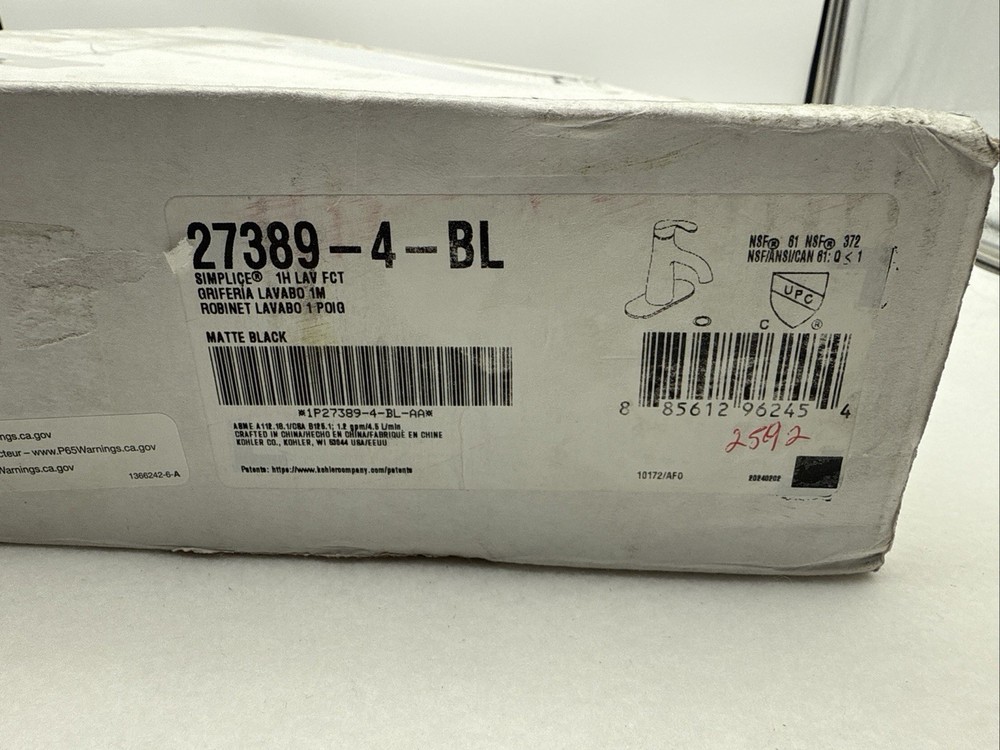 27389-4-BL
SIMPLICE® 1H LAV FCT
GRIFERÍA LAVABO 1M
ROBINET LAVABO 1 POIG
MATTE BLACK
*1P27389-4-BL-AA*
ASME A112.18.1/CSA B125.1; 1.2 gpm/4.5 L/min
CRAFTED IN CHINA/HECHO EN CHINA/FABRIQUÉ EN CHINE
KOHLER CO., KOHLER, WI 53044 USA/EEUU
Patents: https://www.kohlercompany.com/patents
NSF® 61 NSF® 372
NSF/ANSI/CAN 61: Q ≤ 1
UPC
®
O C
8 85612 96245 4
2592
10172/AF0
20240202
ngs.ca.gov
cteur – www.P65Warnings.ca.gov
Warnings.ca.gov
1366242-6-A